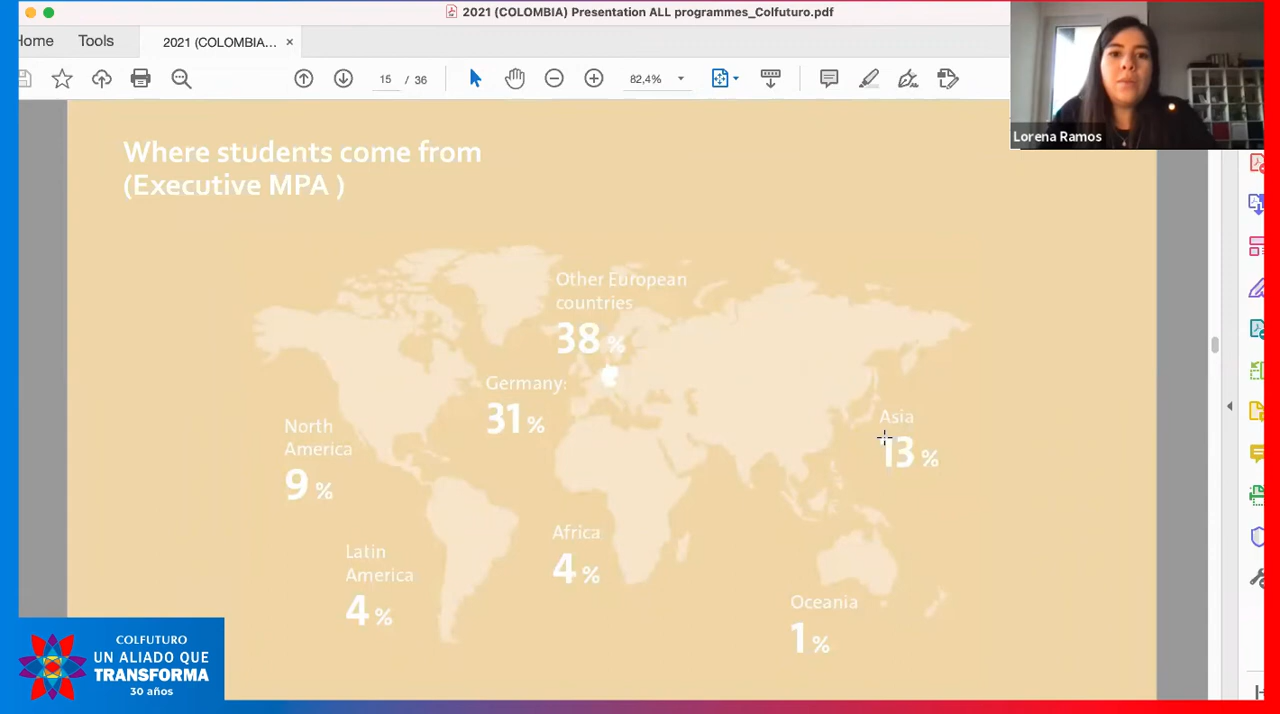 2021 (COLOMBIA) Presentation ALL programmes_Colfuturo.pdf
Home Tools 2021 (COLOMBIA... ×
15 / 36 82,4%
Lorena Ramos
Where students come from
(Executive MPA )
Other European
countries
38 %
Germany:
31 %
Asia
13 %
North
America
9 %
Africa
4 %
Latin
America
4 %
Oceania
1 %
COLFUTURO
UN ALIADO QUE
TRANSFORMA
30 años